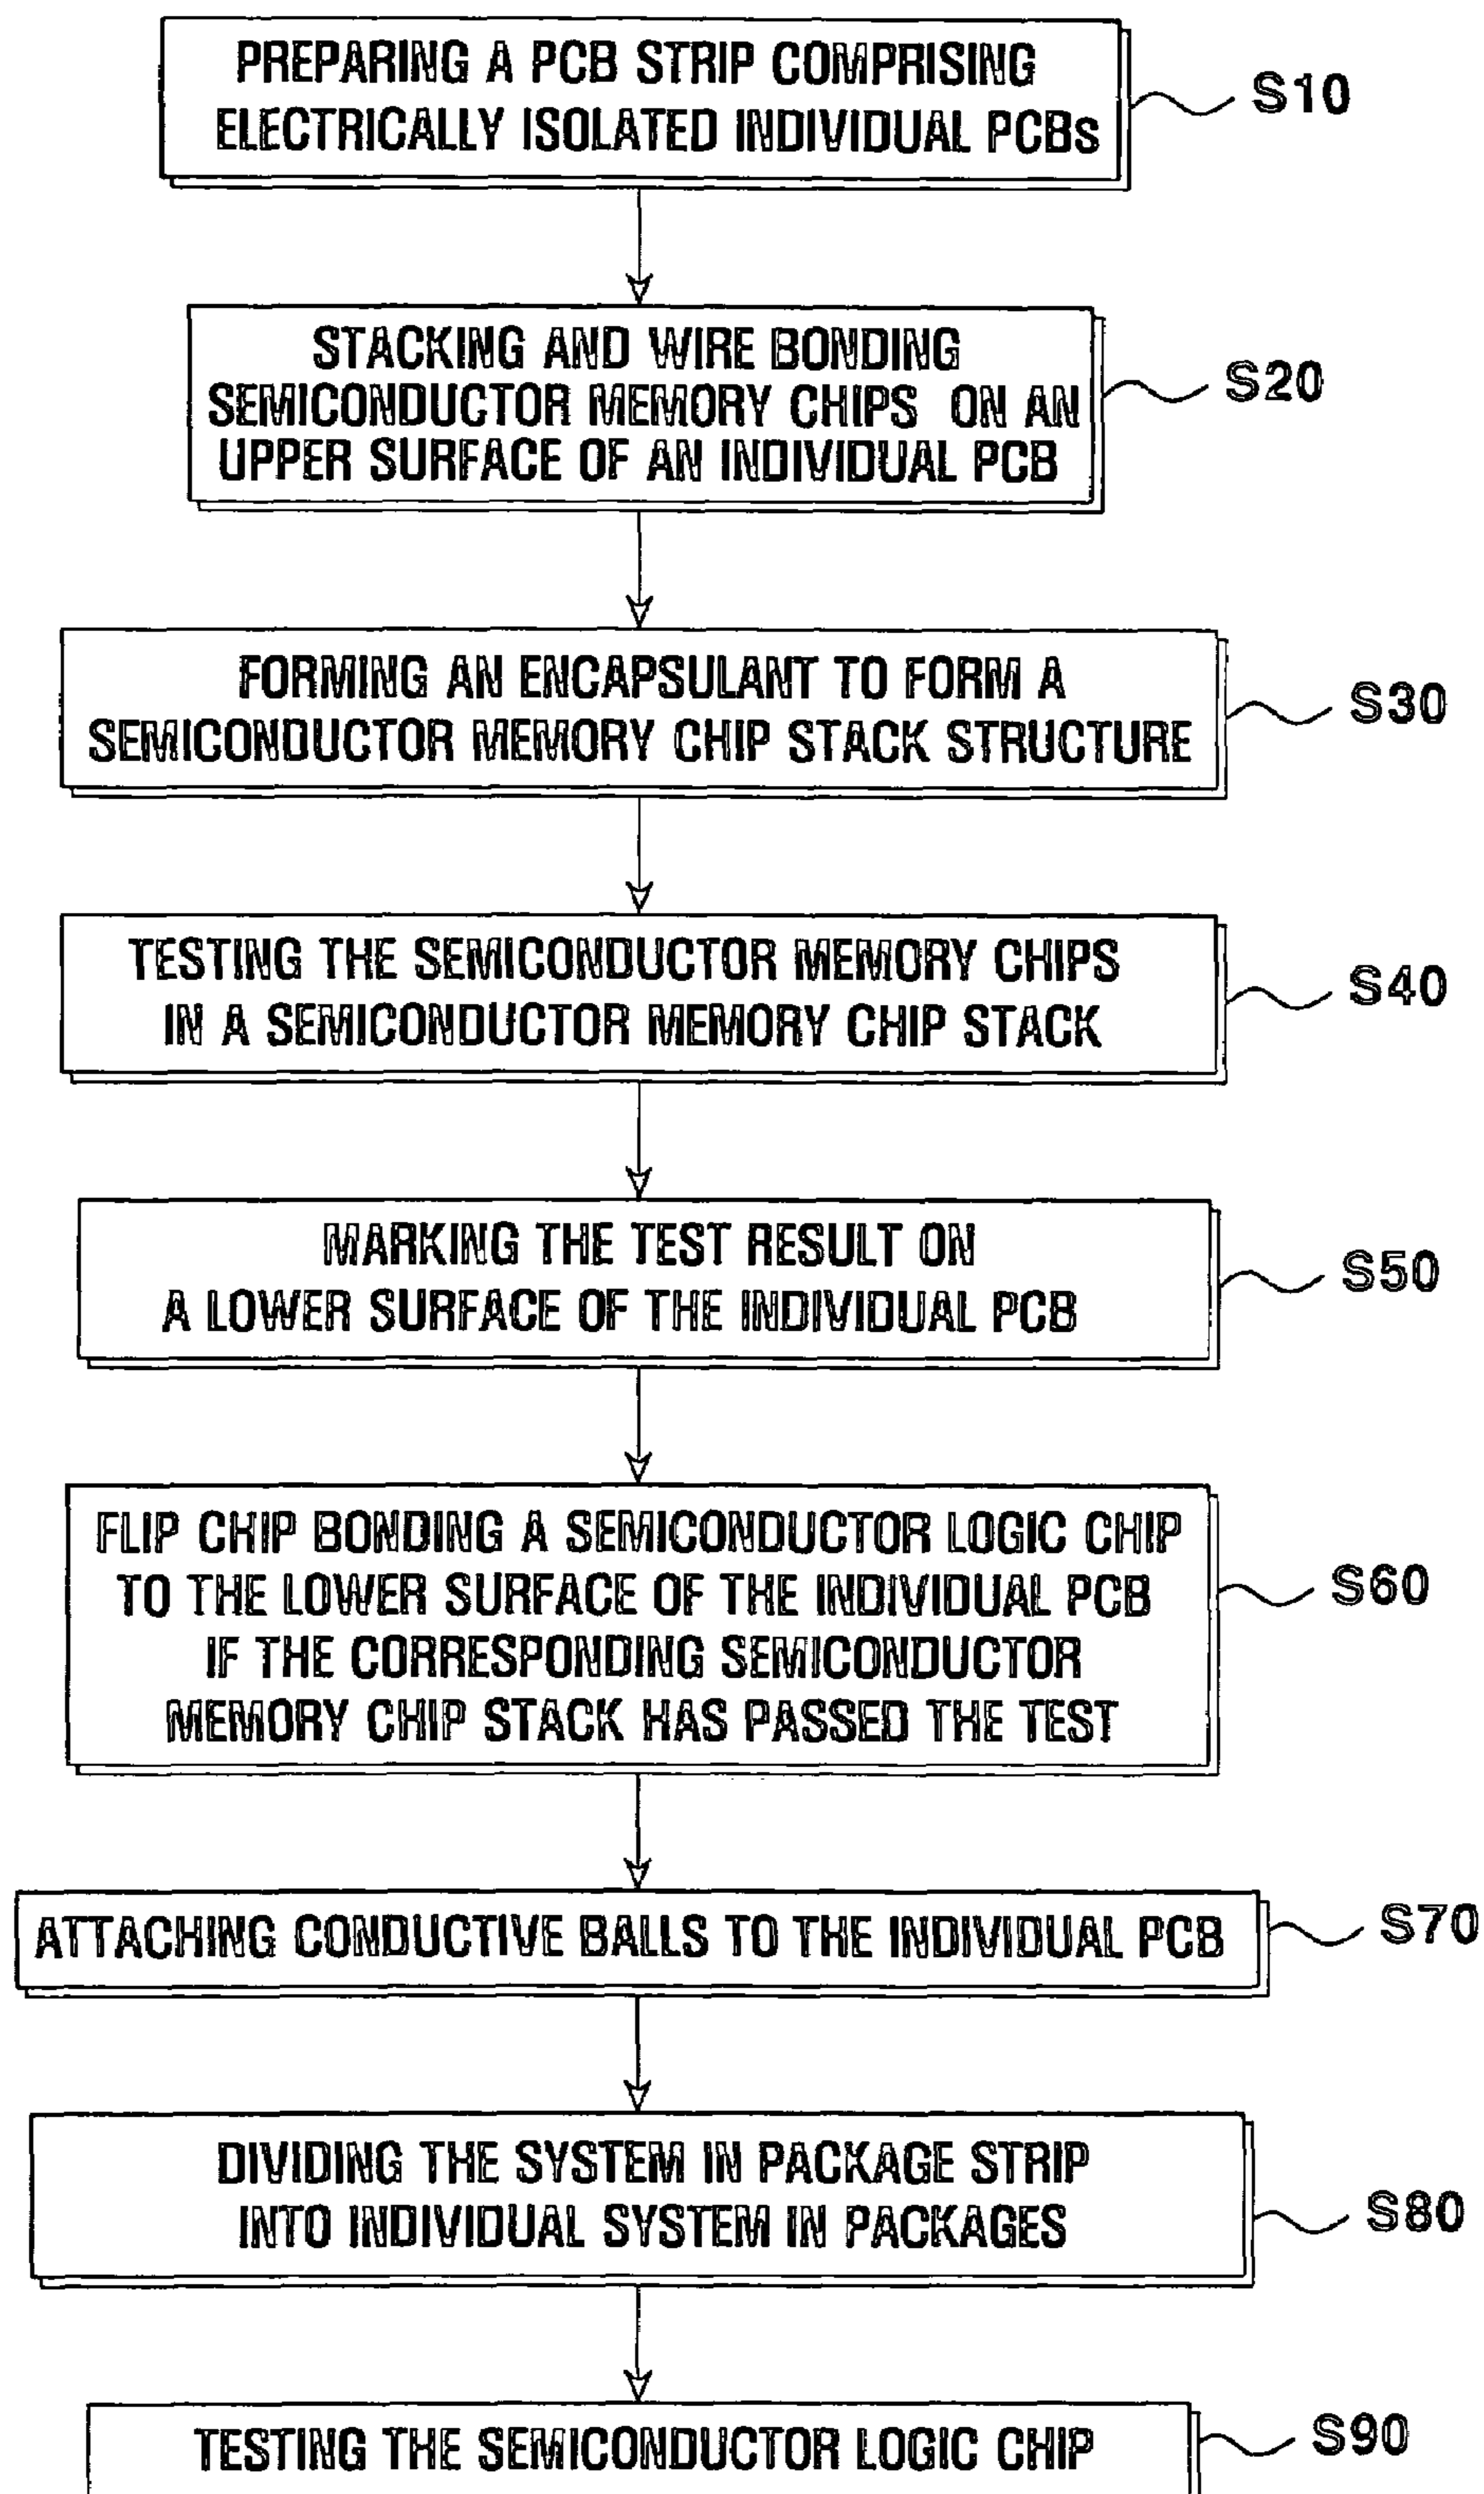 PREPARING A PCB STRIP COMPRISING
ELECTRICALLY ISOLATED INDIVIDUAL PCBs
S10
STACKING AND WIRE BONDING
SEMICONDUCTOR MEMORY CHIPS ON AN
UPPER SURFACE OF AN INDIVIDUAL PCB
S20
FORMING AN ENCAPSULANT TO FORM A
SEMICONDUCTOR MEMORY CHIP STACK STRUCTURE
S30
TESTING THE SEMICONDUCTOR MEMORY CHIPS
IN A SEMICONDUCTOR MEMORY CHIP STACK
S40
MARKING THE TEST RESULT ON
A LOWER SURFACE OF THE INDIVIDUAL PCB
S50
FLIP CHIP BONDING A SEMICONDUCTOR LOGIC CHIP
TO THE LOWER SURFACE OF THE INDIVIDUAL PCB
IF THE CORRESPONDING SEMICONDUCTOR
MEMORY CHIP STACK HAS PASSED THE TEST
S60
ATTACHING CONDUCTIVE BALLS TO THE INDIVIDUAL PCB
S70
DIVIDING THE SYSTEM IN PACKAGE STRIP
INTO INDIVIDUAL SYSTEM IN PACKAGES
S80
TESTING THE SEMICONDUCTOR LOGIC CHIP
S90